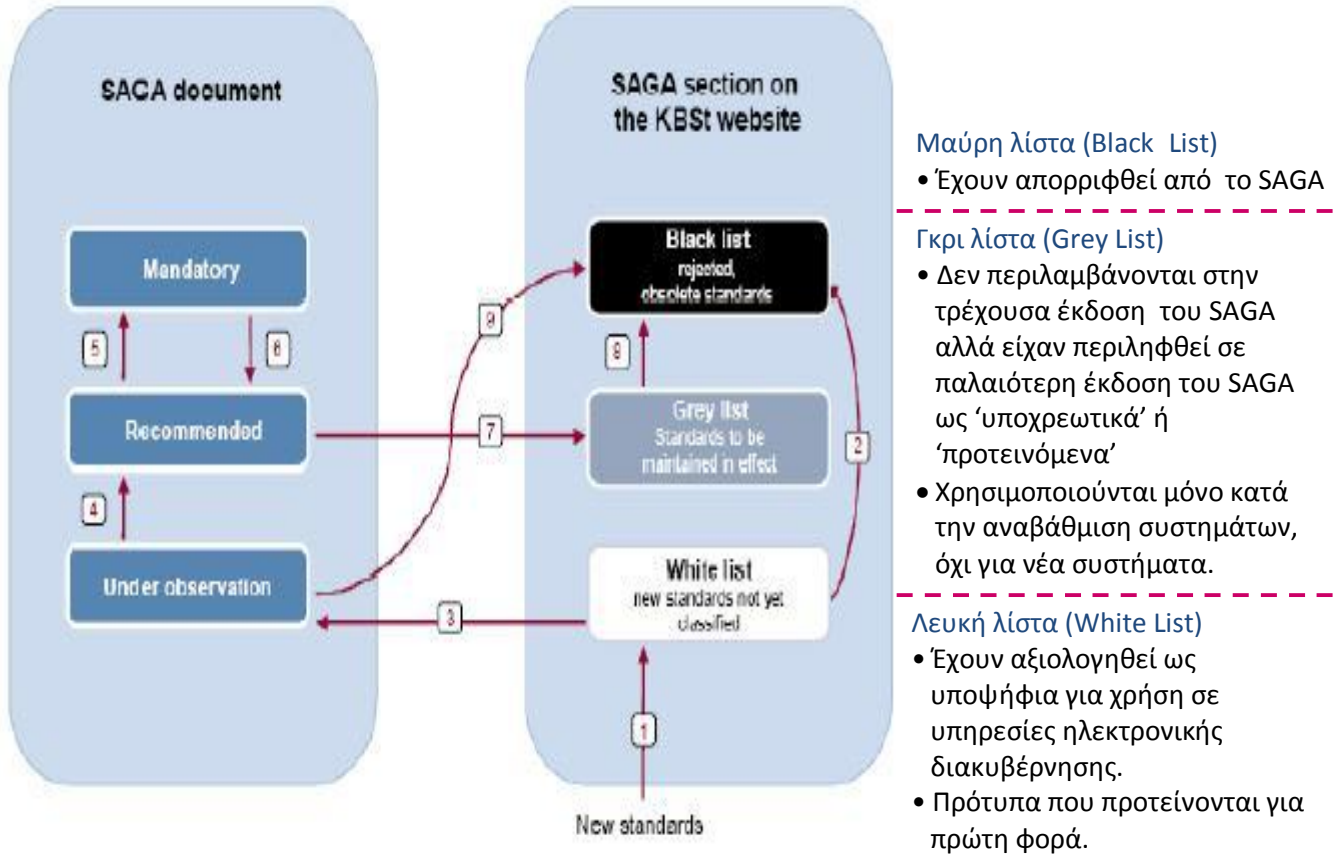 SAGA document
Mandatory
5
6
Recommended
4
Under observation
9
7
3
SAGA section on
the KBSt website
Black list
rejected,
obsolete standards
8
Grey list
Standards to be
maintained in effect
2
White list
new standards not yet
classified
1
New standards
Μαύρη λίστα (Black List)
• Έχουν απορριφθεί από το SAGA
Γκρι λίστα (Grey List)
• Δεν περιλαμβάνονται στην
τρέχουσα έκδοση του SAGA
αλλά είχαν περιληφθεί σε
παλαιότερη έκδοση του SAGA
ως ‘υποχρεωτικά’ ή
‘προτεινόμενα’
• Χρησιμοποιούνται μόνο κατά
την αναβάθμιση συστημάτων,
όχι για νέα συστήματα.
Λευκή λίστα (White List)
• Έχουν αξιολογηθεί ως
υποψήφια για χρήση σε
υπηρεσίες ηλεκτρονικής
διακυβέρνησης.
• Πρότυπα που προτείνονται για
πρώτη φορά.